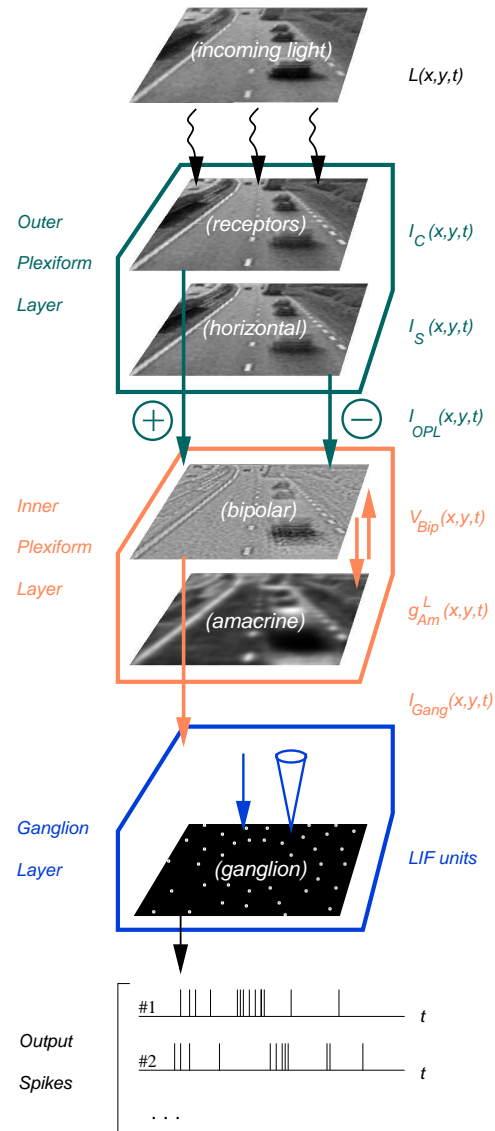 (incoming light)
L(x,y,t)
Outer
Plexiform
Layer
(receptors)
I_C(x,y,t)
(horizontal)
I_S(x,y,t)
+
−
I_OPL(x,y,t)
Inner
Plexiform
Layer
(bipolar)
V_Bip(x,y,t)
(amacrine)
g_Am^L(x,y,t)
I_Gang(x,y,t)
Ganglion
Layer
(ganglion)
LIF units
Output
Spikes
#1
t
#2
t
. . .